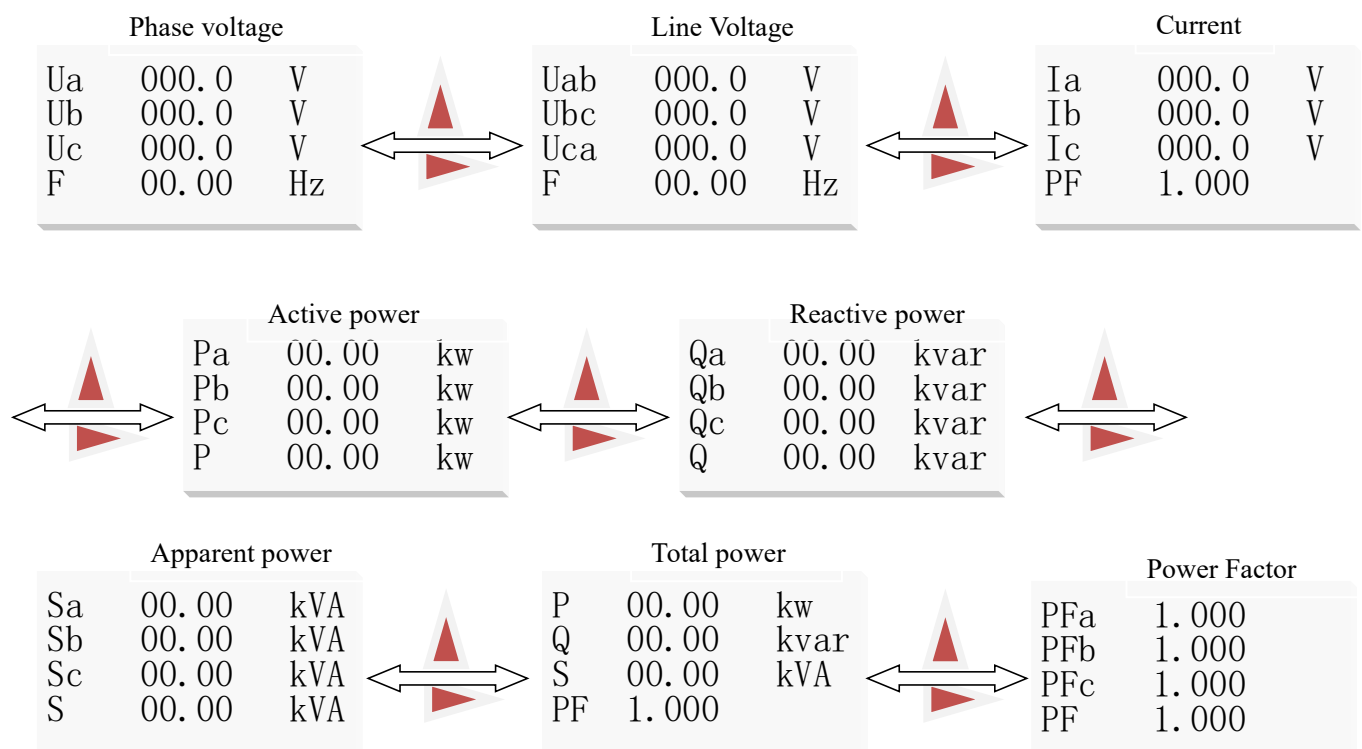 Phase voltage
Ua 000.0 V
Ub 000.0 V
Uc 000.0 V
F 00.00 Hz
Line Voltage
Uab 000.0 V
Ubc 000.0 V
Uca 000.0 V
F 00.00 Hz
Current
Ia 000.0 V
Ib 000.0 V
Ic 000.0 V
PF 1.000
Active power
Pa 00.00 kw
Pb 00.00 kw
Pc 00.00 kw
P 00.00 kw
Reactive power
Qa 00.00 kvar
Qb 00.00 kvar
Qc 00.00 kvar
Q 00.00 kvar
Apparent power
Sa 00.00 kVA
Sb 00.00 kVA
Sc 00.00 kVA
S 00.00 kVA
Total power
P 00.00 kw
Q 00.00 kvar
S 00.00 kVA
PF 1.000
Power Factor
PFa 1.000
PFb 1.000
PFc 1.000
PF 1.000